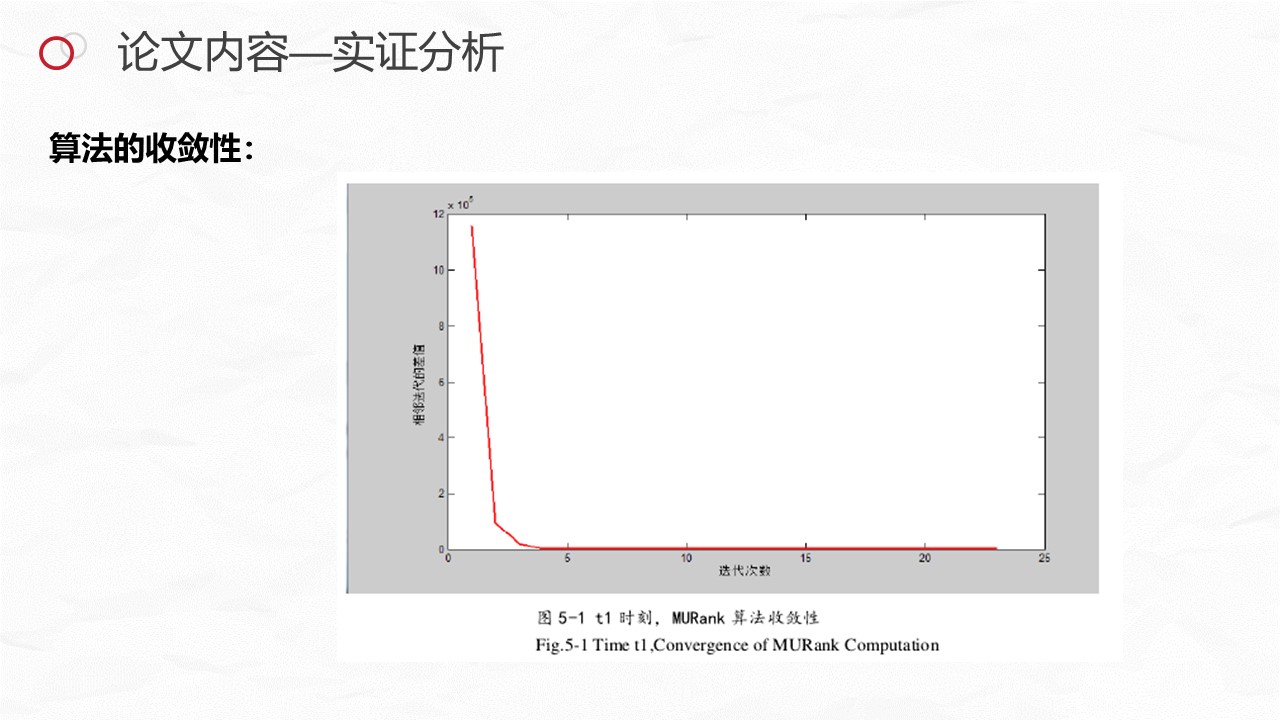 论文内容—实证分析
算法的收敛性：
x 10
12
10
8
6
4
2
0
相邻迭代的差值
0 5 10 15 20 25
迭代次数
图 5-1 t1 时刻，MURank 算法收敛性
Fig.5-1 Time t1,Convergence of MURank Computation